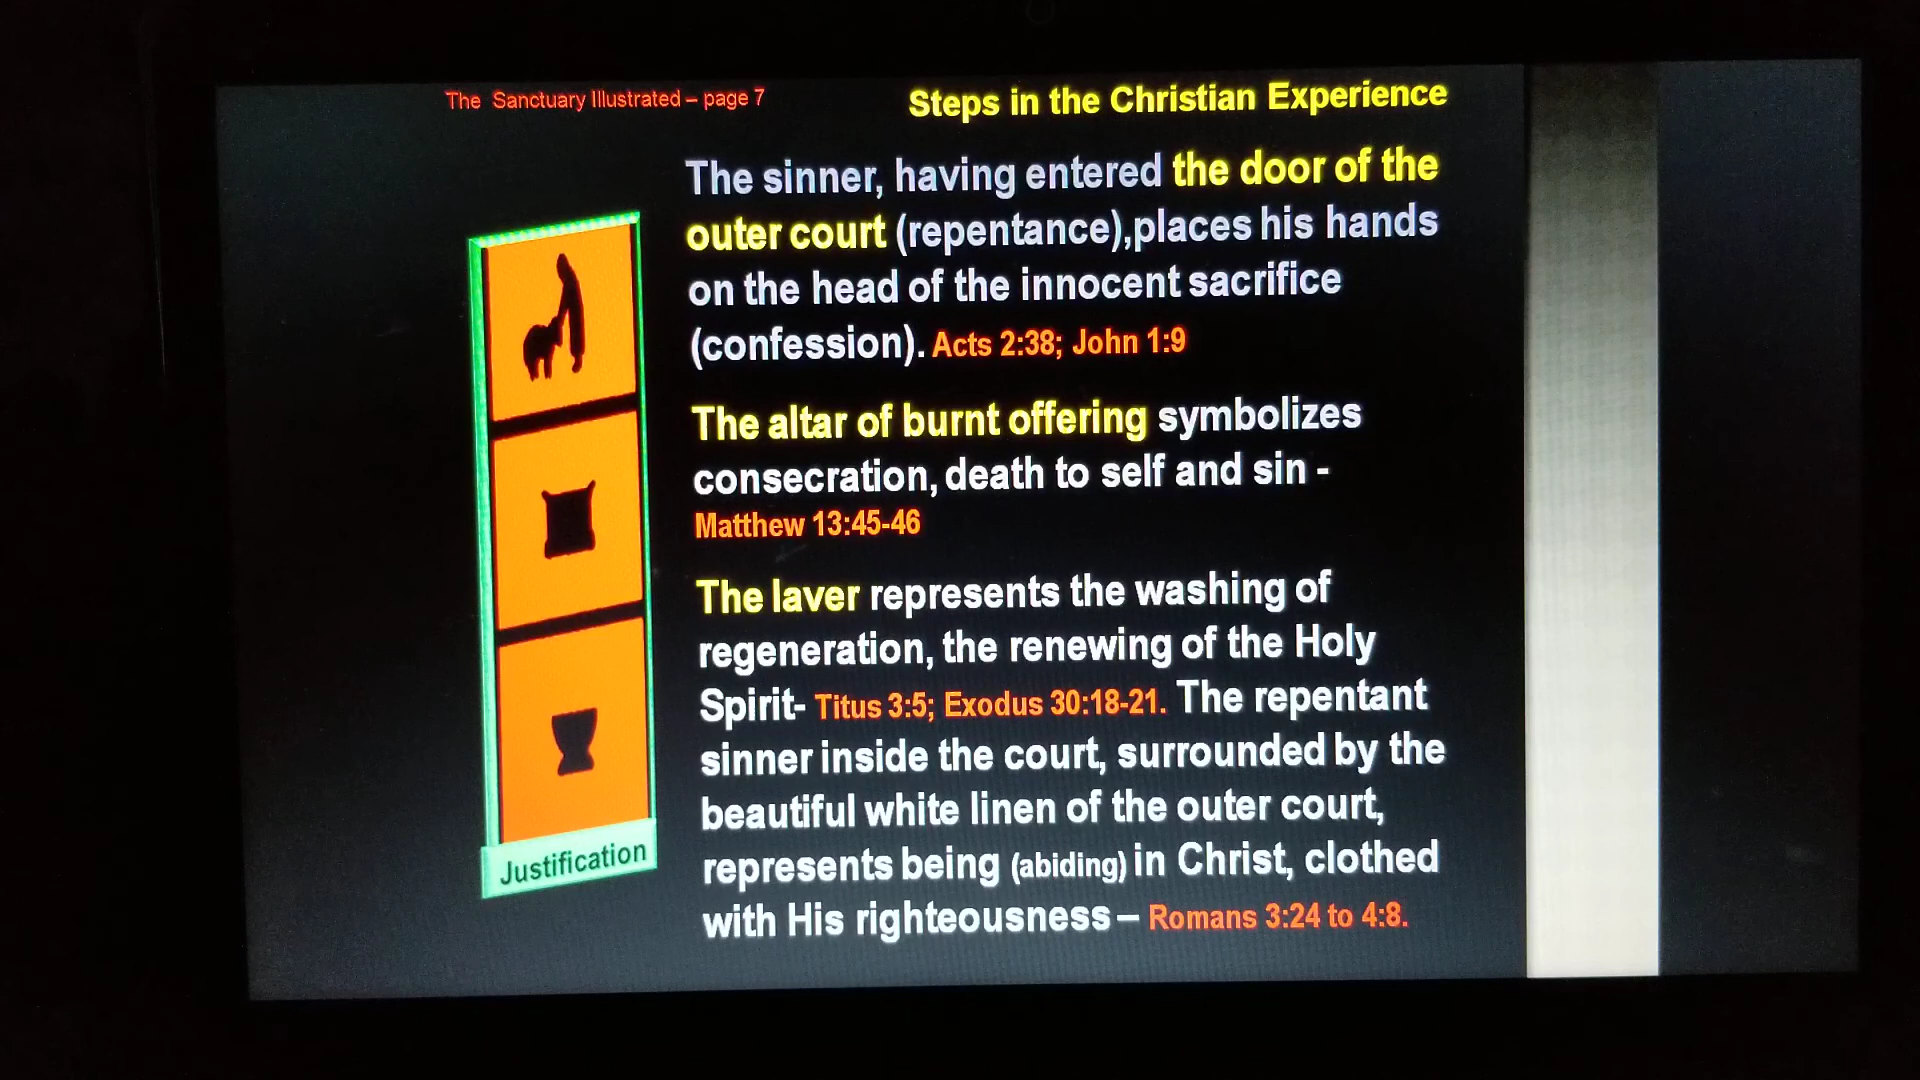 The Sanctuary Illustrated – page 7
Steps in the Christian Experience
The sinner, having entered the door of the
outer court (repentance),places his hands
on the head of the innocent sacrifice
(confession). Acts 2:38; John 1:9
The altar of burnt offering symbolizes
consecration, death to self and sin -
Matthew 13:45-46
The laver represents the washing of
regeneration, the renewing of the Holy
Spirit- Titus 3:5; Exodus 30:18-21. The repentant
sinner inside the court, surrounded by the
beautiful white linen of the outer court,
represents being (abiding) in Christ, clothed
with His righteousness – Romans 3:24 to 4:8.
Justification